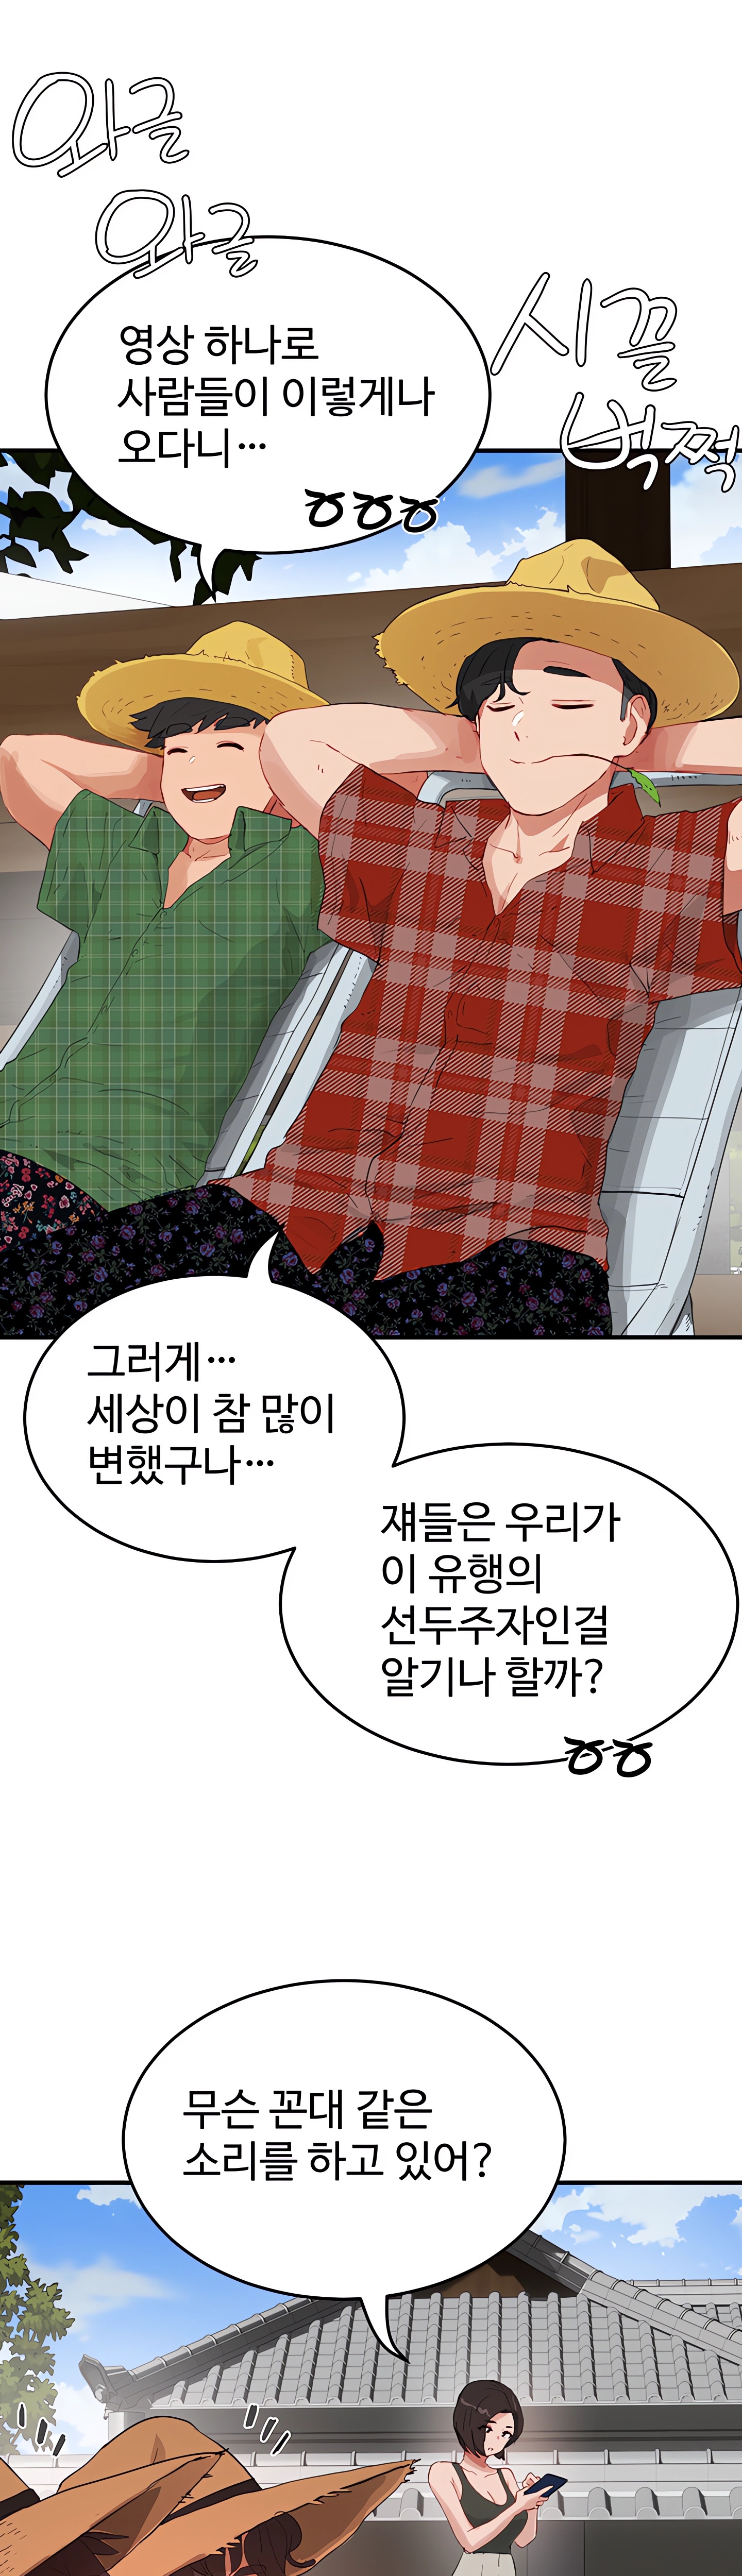 와글
와글
시끌
벅쩍
영상 하나로
사람들이 이렇게나
오다니…
ㅎㅎㅎ
그러게…
세상이 참 많이
변했구나…
쟤들은 우리가
이 유행의
선두주자인걸
알기나 할까?
ㅎㅎ
무슨 꼰대 같은
소리를 하고 있어?